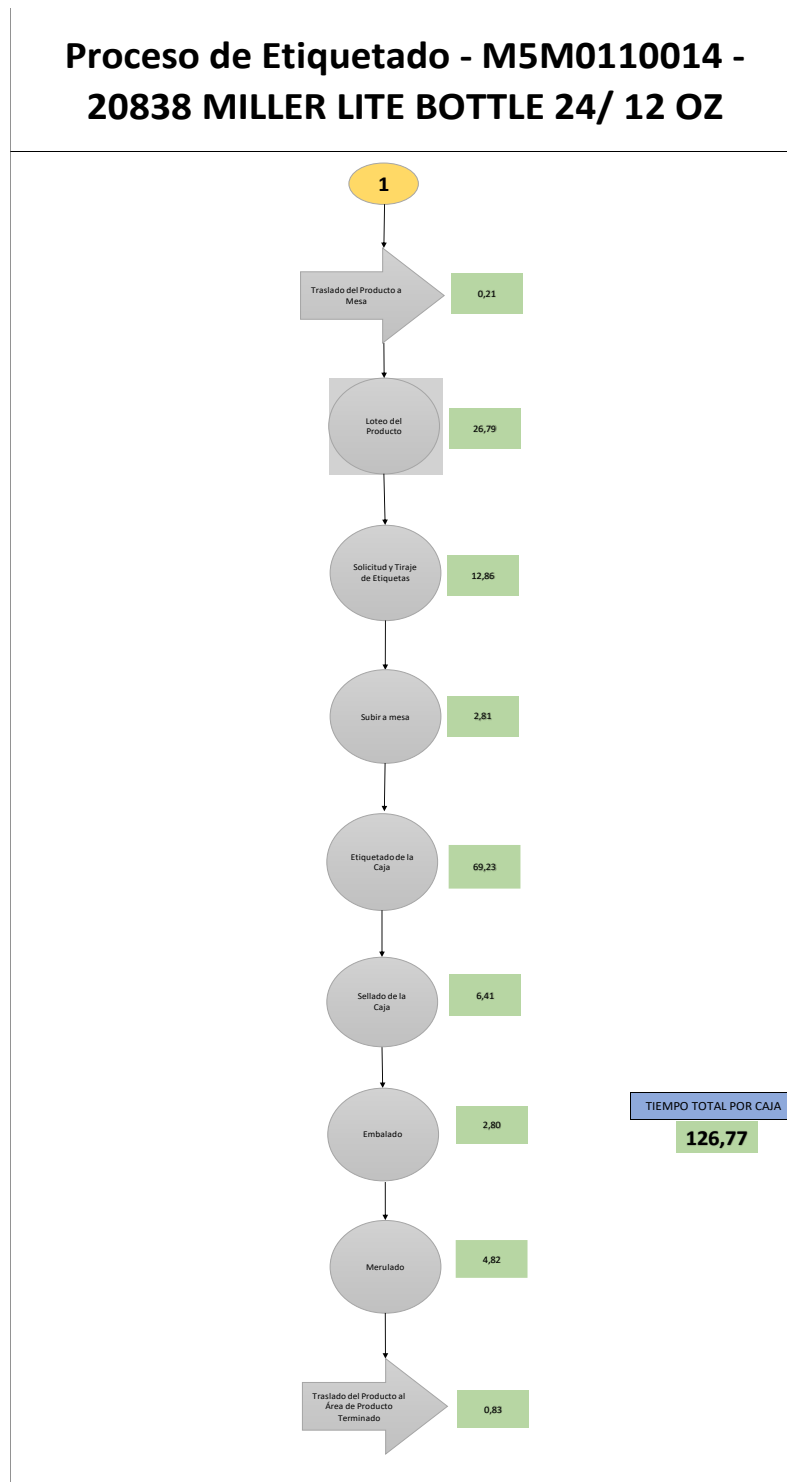 Proceso de Etiquetado - M5M0110014 -
20838 MILLER LITE BOTTLE 24/ 12 OZ
1
Traslado del Producto a
Mesa
0,21
Loteo del
Producto
26,79
Solicitud y Tiraje
de Etiquetas
12,86
Subir a mesa
2,81
Etiquetado de la
Caja
69,23
Sellado de la
Caja
6,41
Embalado
2,80
TIEMPO TOTAL POR CAJA
126,77
Merulado
4,82
Traslado del Producto al
Área de Producto
Terminado
0,83